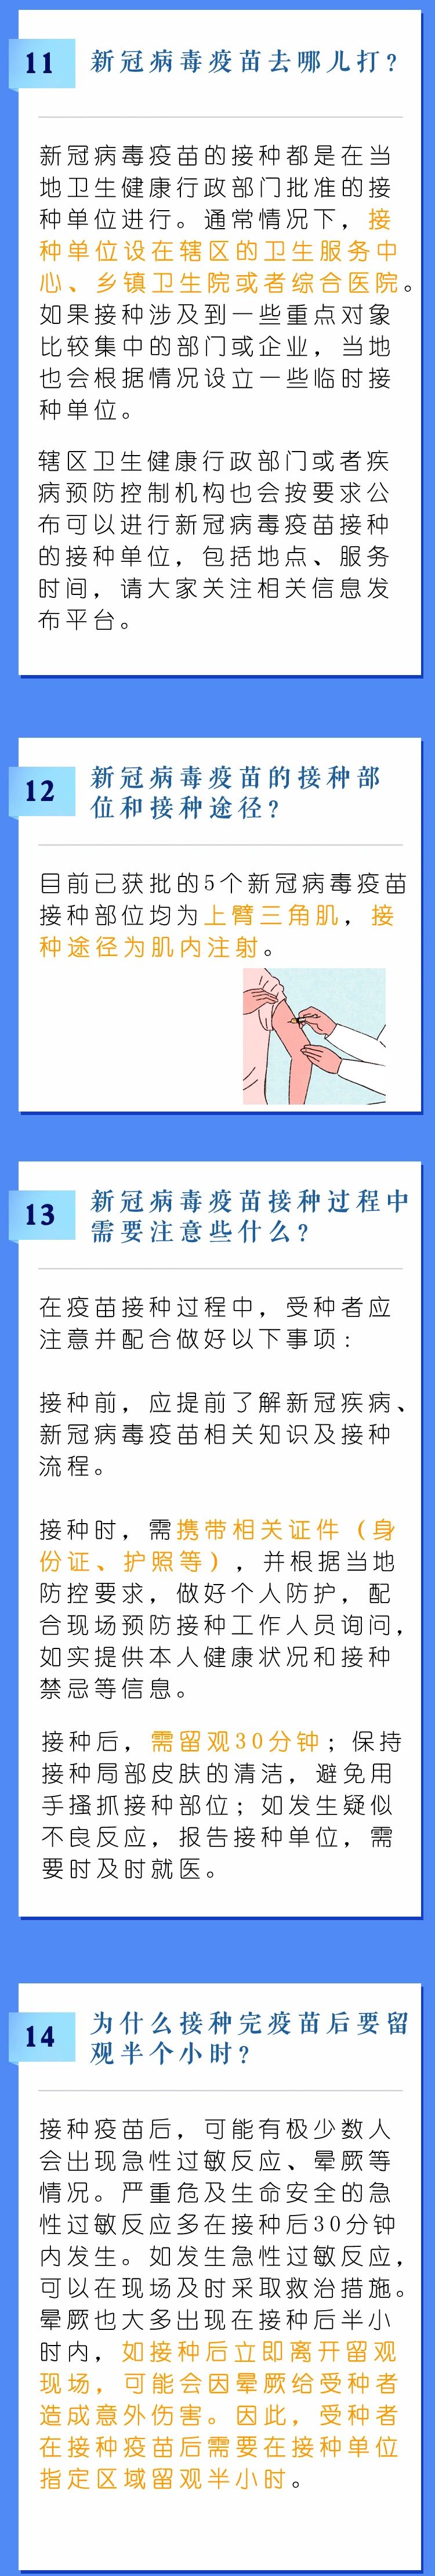 11
新冠病毒疫苗去哪儿打？
新冠病毒疫苗的接种都是在当
地卫生健康行政部门批准的接
种单位进行。通常情况下，接
种单位设在辖区的卫生服务中
心、乡镇卫生院或者综合医院。
如果接种涉及到一些重点对象
比较集中的部门或企业，当地
也会根据情况设立一些临时接
种单位。
辖区卫生健康行政部门或者疾
病预防控制机构也会按要求公
布可以进行新冠病毒疫苗接种
的接种单位，包括地点、服务
时间，请大家关注相关信息发
布平台。
12
新冠病毒疫苗的接种部
位和接种途径？
目前已获批的5个新冠病毒疫苗
接种部位均为上臂三角肌，接
种途径为肌内注射。
13
新冠病毒疫苗接种过程中
需要注意些什么？
在疫苗接种过程中，受种者应
注意并配合做好以下事项：
接种前，应提前了解新冠疾病、
新冠病毒疫苗相关知识及接种
流程。
接种时，需携带相关证件（身
份证、护照等），并根据当地
防控要求，做好个人防护，配
合现场预防接种工作人员询问，
如实提供本人健康状况和接种
禁忌等信息。
接种后，需留观30分钟；保持
接种局部皮肤的清洁，避免用
手搔抓接种部位；如发生疑似
不良反应，报告接种单位，需
要时及时就医。
14
为什么接种完疫苗后要留
观半个小时？
接种疫苗后，可能有极少数人
会出现急性过敏反应、晕厥等
情况。严重危及生命安全的急
性过敏反应多在接种后30分钟
内发生。如发生急性过敏反应，
可以在现场及时采取救治措施。
晕厥也大多出现在接种后半小
时内，如接种后立即离开留观
现场，可能会因晕厥给受种者
造成意外伤害。因此，受种者
在接种疫苗后需要在接种单位
指定区域留观半小时。